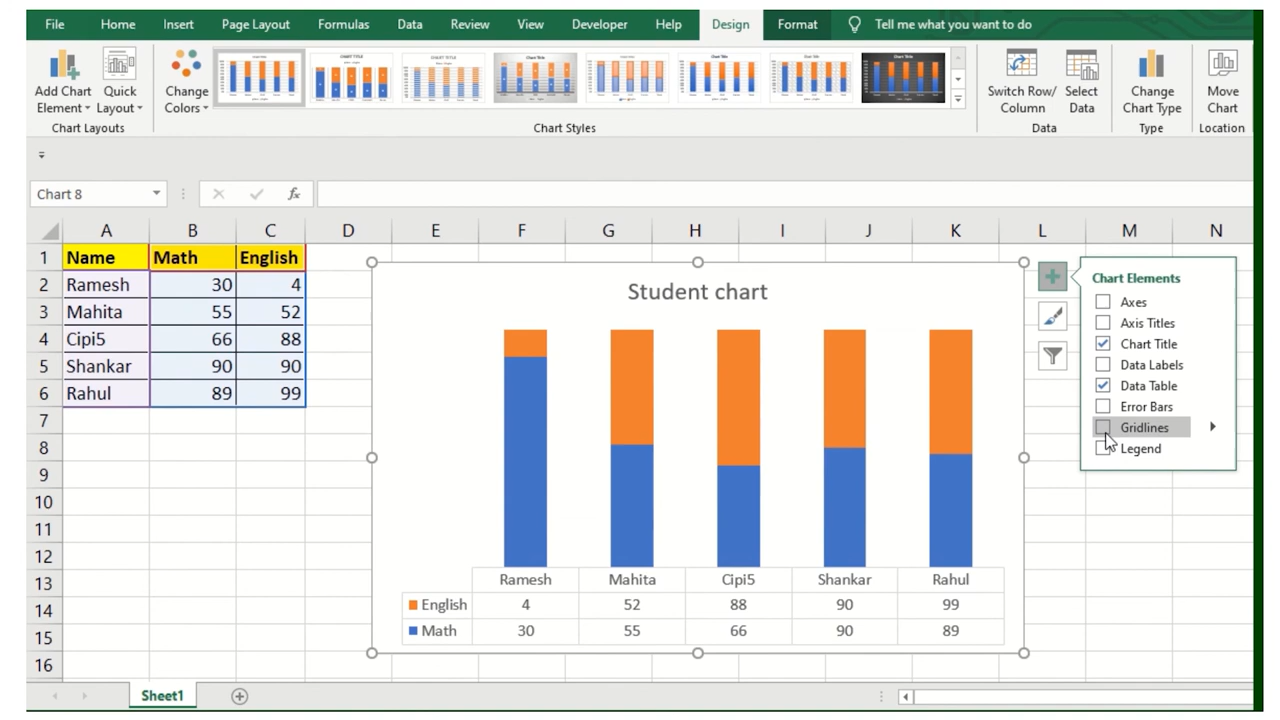 File Home Insert Page Layout Formulas Data Review View Developer Help Design Format Tell me what you want to do
Add Chart Element Quick Layout Change Colors Switch Row/ Column Select Data Change Chart Type Move Chart
Chart Layouts Chart Styles Data Type Location
Chart 8 fx
A B C D E F G H I J K L M N
1 Name Math English
2 Ramesh 30 4
3 Mahita 55 52
4 Cipi5 66 88
5 Shankar 90 90
6 Rahul 89 99
7
8
9
10
11
12
13
14
15
16
Student chart
Ramesh Mahita Cipi5 Shankar Rahul
English 4 52 88 90 99
Math 30 55 66 90 89
Chart Elements
Axes
Axis Titles
Chart Title
Data Labels
Data Table
Error Bars
Gridlines
Legend
Sheet1